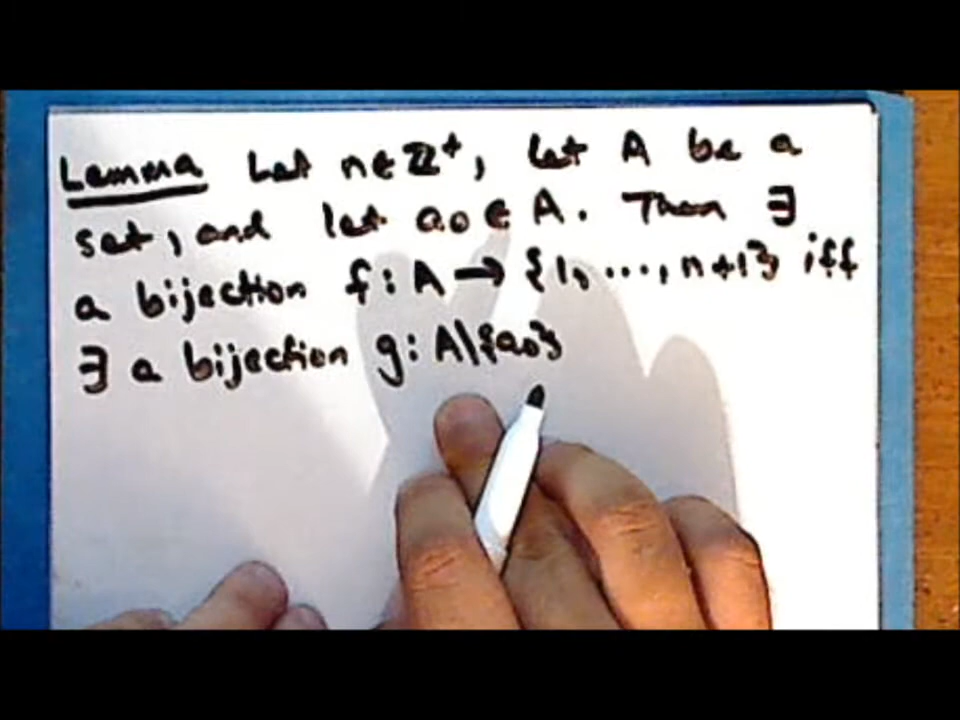 Lemma Let n∈ℤ⁺, let A be a
set, and let a₀∈A. Then ∃
a bijection f: A → {1, ..., n+1} iff
∃ a bijection g: A\{a₀}